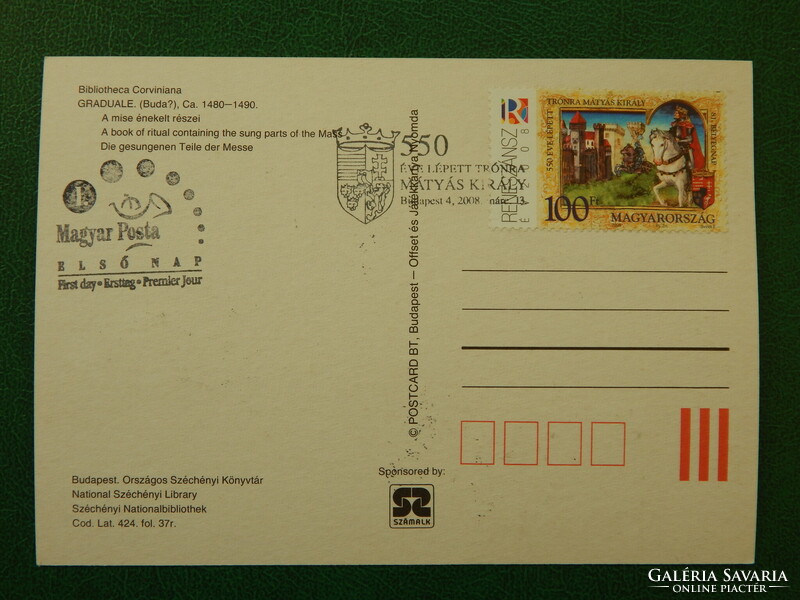 Bibliotheca Corviniana
GRADUALE. (Buda?), Ca. 1480–1490.
A mise énekelt részei
A book of ritual containing the sung parts of the Mass
Die gesungenen Teile der Messe
Magyar Posta
ELSŐ NAP
First day • Ersttag • Premier Jour
550
ÉVE LÉPETT TRÓNRA
MÁTYÁS KIRÁLY
Budapest 4, 2008
RENESZÁNSZ
2008
550 ÉVE LÉPETT
TRÓNRA MÁTYÁS KIRÁLY
100Ft
MAGYARORSZÁG
© POSTCARD BT, Budapest – Offset és Játékkártya Nyomda
Budapest. Országos Széchényi Könyvtár
National Széchényi Library
Széchényi Nationalbibliothek
Cod. Lat. 424. fol. 37r.
Sponsored by:
SZÁMALK
GALÉRIA SAVARIA
ONLINE PIACTÉR